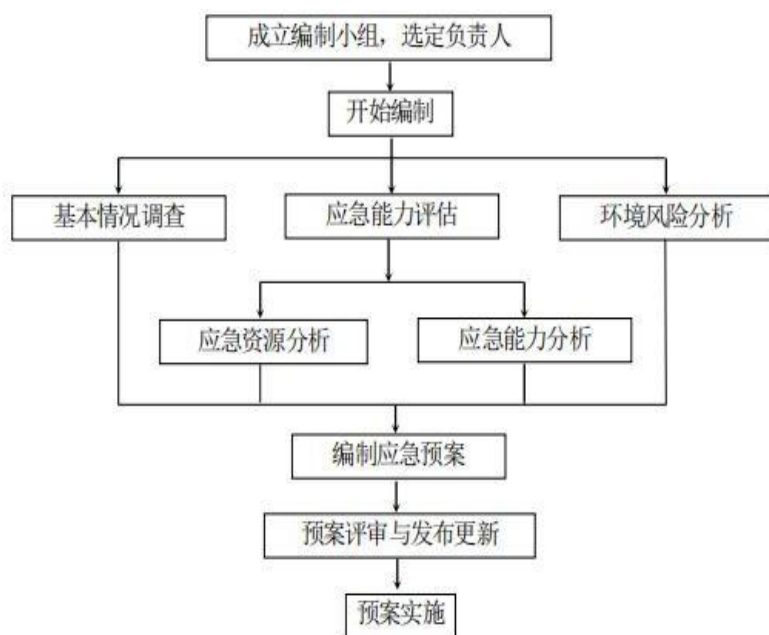 成立编制小组，选定负责人
开始编制
基本情况调查
应急能力评估
环境风险分析
应急资源分析
应急能力分析
编制应急预案
预案评审与发布更新
预案实施